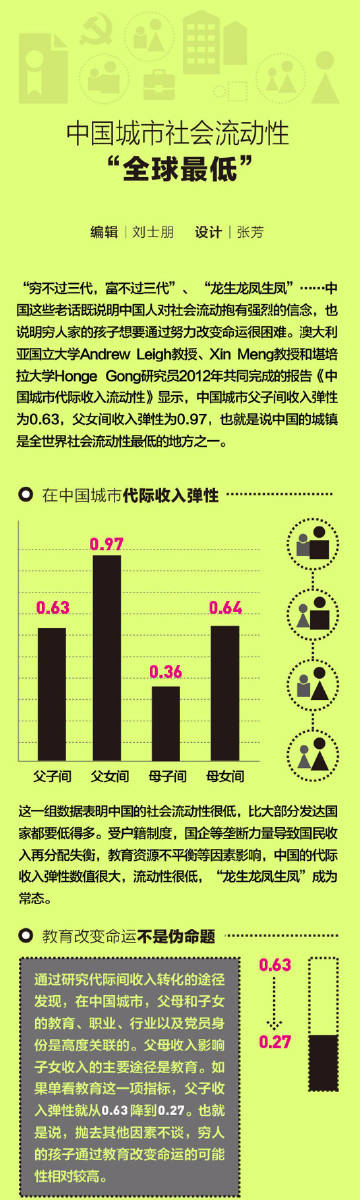 中国城市社会流动性
“全球最低”
编辑｜刘士朋 设计｜张芳
“穷不过三代，富不过三代”、“龙生龙凤生凤”……中
国这些老话既说明中国人对社会流动抱有强烈的信念，也
说明穷人家的孩子想要通过努力改变命运很困难。澳大利
亚国立大学Andrew Leigh教授、Xin Meng教授和堪培
拉大学Honge Gong研究员2012年共同完成的报告《中
国城市代际收入流动性》显示，中国城市父子间收入弹性
为0.63，父女间收入弹性为0.97，也就是说中国的城镇
是全世界社会流动性最低的地方之一。
在中国城市代际收入弹性
0.63 0.97 0.36 0.64
父子间 父女间 母子间 母女间
这一组数据表明中国的社会流动性很低，比大部分发达国
家都要低得多。受户籍制度，国企等垄断力量导致国民收
入再分配失衡，教育资源不平衡等因素影响，中国的代际
收入弹性数值很大，流动性很低，“龙生龙凤生凤”成为
常态。
教育改变命运不是伪命题
通过研究代际间收入转化的途径
发现，在中国城市，父母和子女
的教育、职业、行业以及党员身
份是高度关联的。父母收入影响
子女收入的主要途径是教育。如
果单看教育这一项指标，父子收
入弹性就从0.63降到0.27。也就
是说，抛去其他因素不谈，穷人
的孩子通过教育改变命运的可能
性相对较高。
0.63
0.27